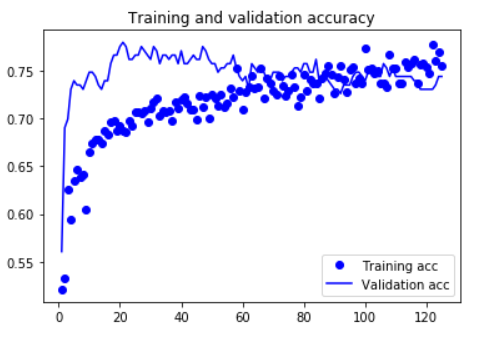 Training and validation accuracy
0.75
0.70
0.65
0.60
0.55
Training acc
Validation acc
0 20 40 60 80 100 120